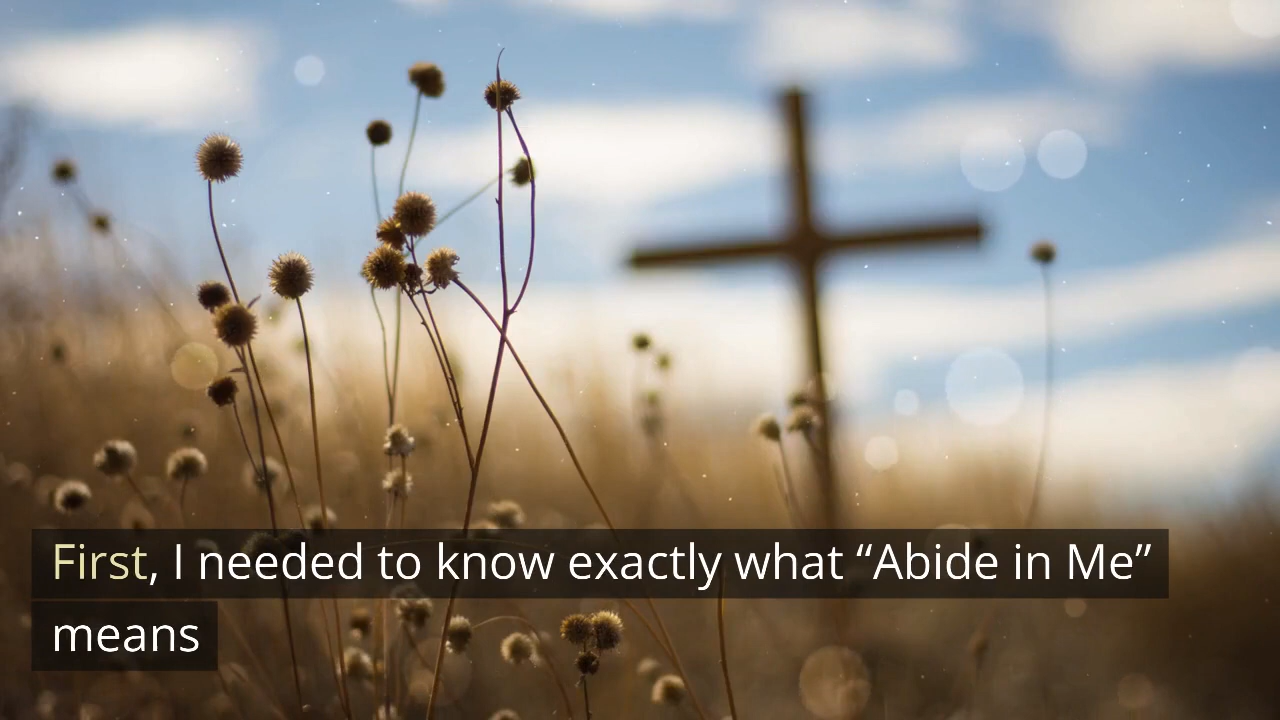 First, I needed to know exactly what “Abide in Me”
means